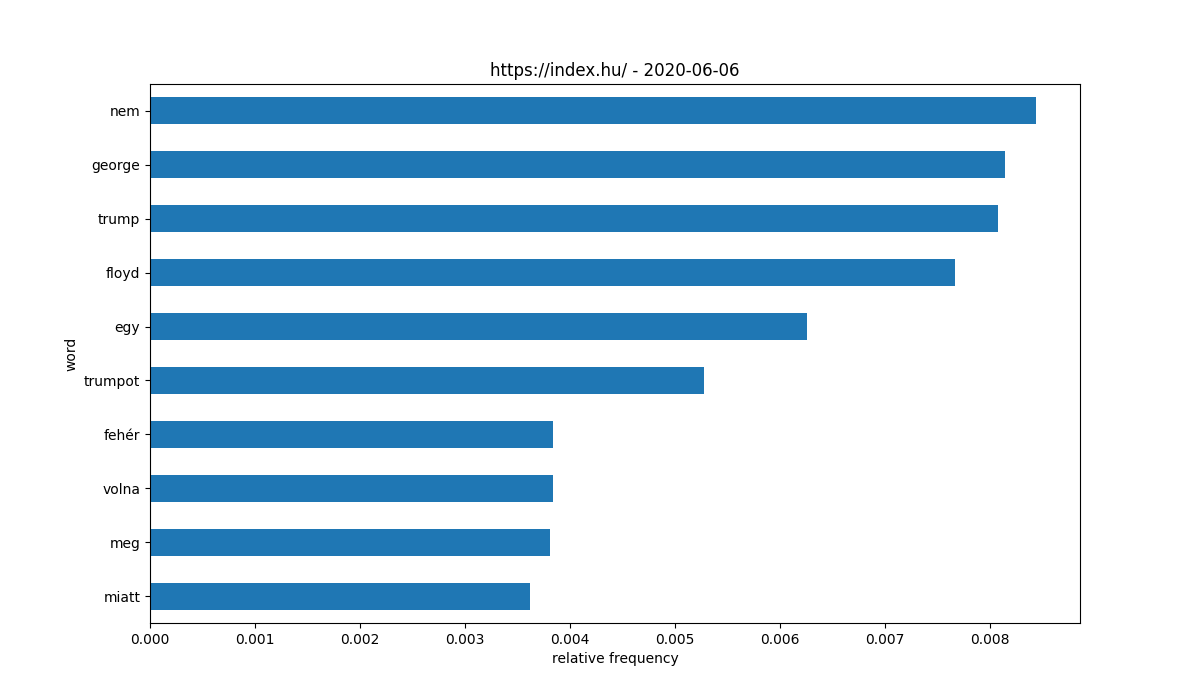 https://index.hu/ - 2020-06-06
nem
george
trump
floyd
egy
trumpot
fehér
volna
meg
miatt
word
0.000 0.001 0.002 0.003 0.004 0.005 0.006 0.007 0.008
relative frequency